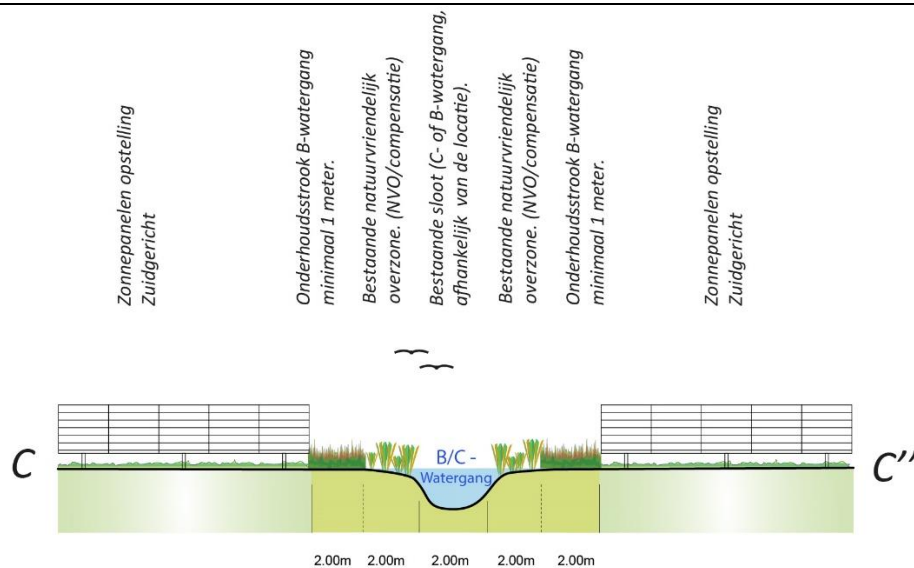 Zonnepanelen opstelling
Zuidgericht
Onderhoudsstrook B-watergang
minimaal 1 meter.
Bestaande natuurvriendelijk
overzone. (NVO/compensatie)
Bestaande sloot (C- of B-watergang,
afhankelijk van de locatie).
Bestaande natuurvriendelijk
overzone. (NVO/compensatie)
Onderhoudsstrook B-watergang
minimaal 1 meter.
Zonnepanelen opstelling
Zuidgericht
C
B/C -
Watergang
C''
2.00m 2.00m 2.00m 2.00m 2.00m